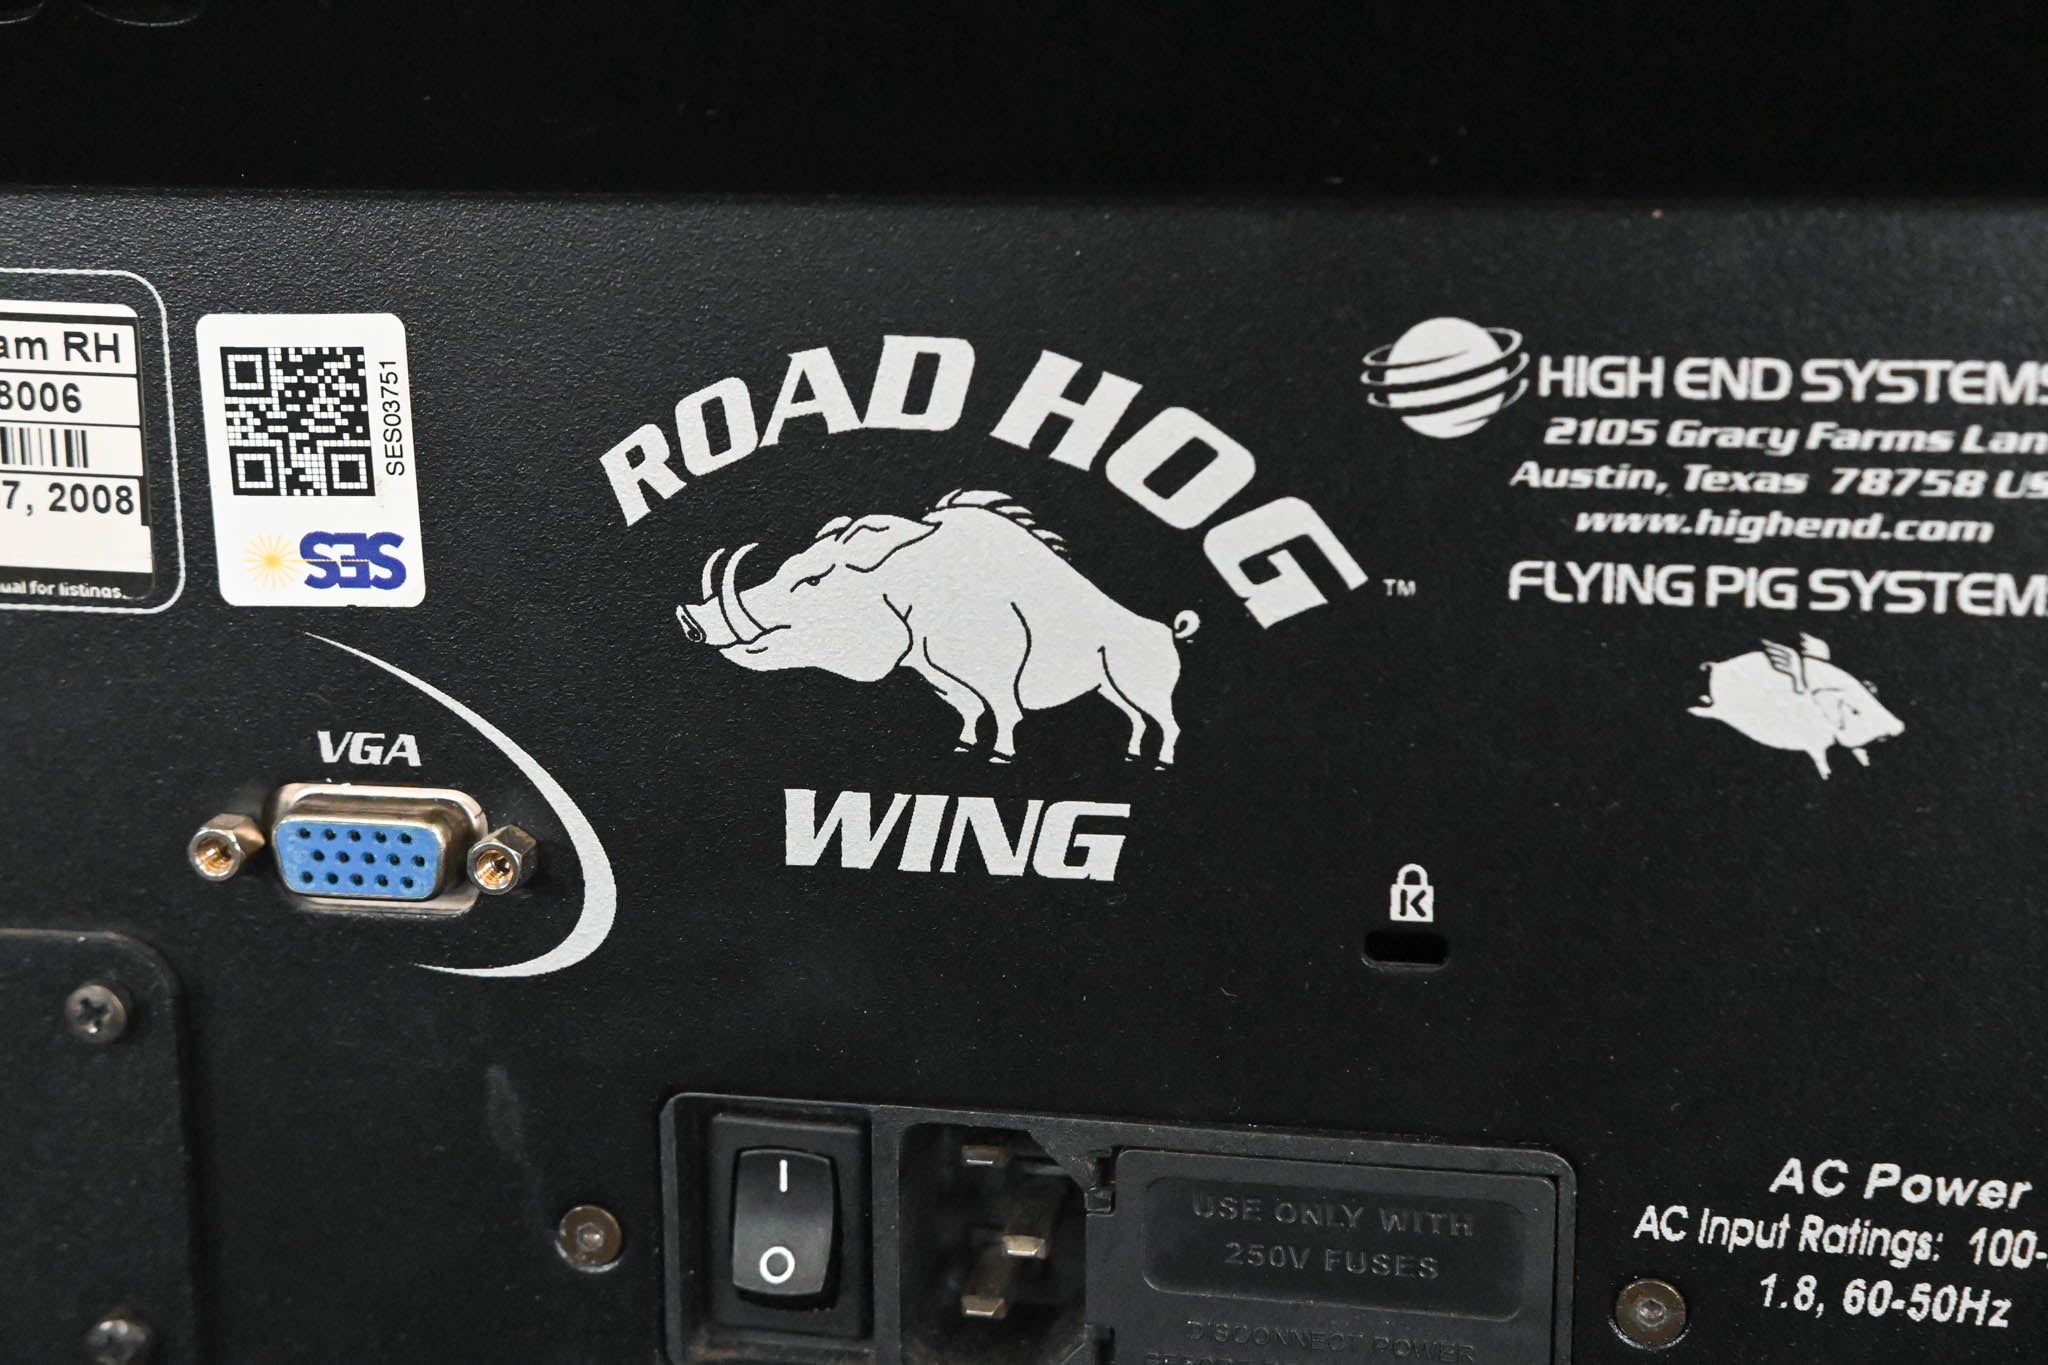 am RH
8006
7, 2008
ual for listings.
SES03751
SES
VGA
ROAD HOG
TM
WING
HIGH END SYSTEMS
2105 Gracy Farms Lan
Austin, Texas 78758 US
www.highend.com
FLYING PIG SYSTEMS
K
USE ONLY WITH
250V FUSES
DISCONNECT POWER
AC Power
AC Input Ratings: 100-
1.8, 60-50Hz